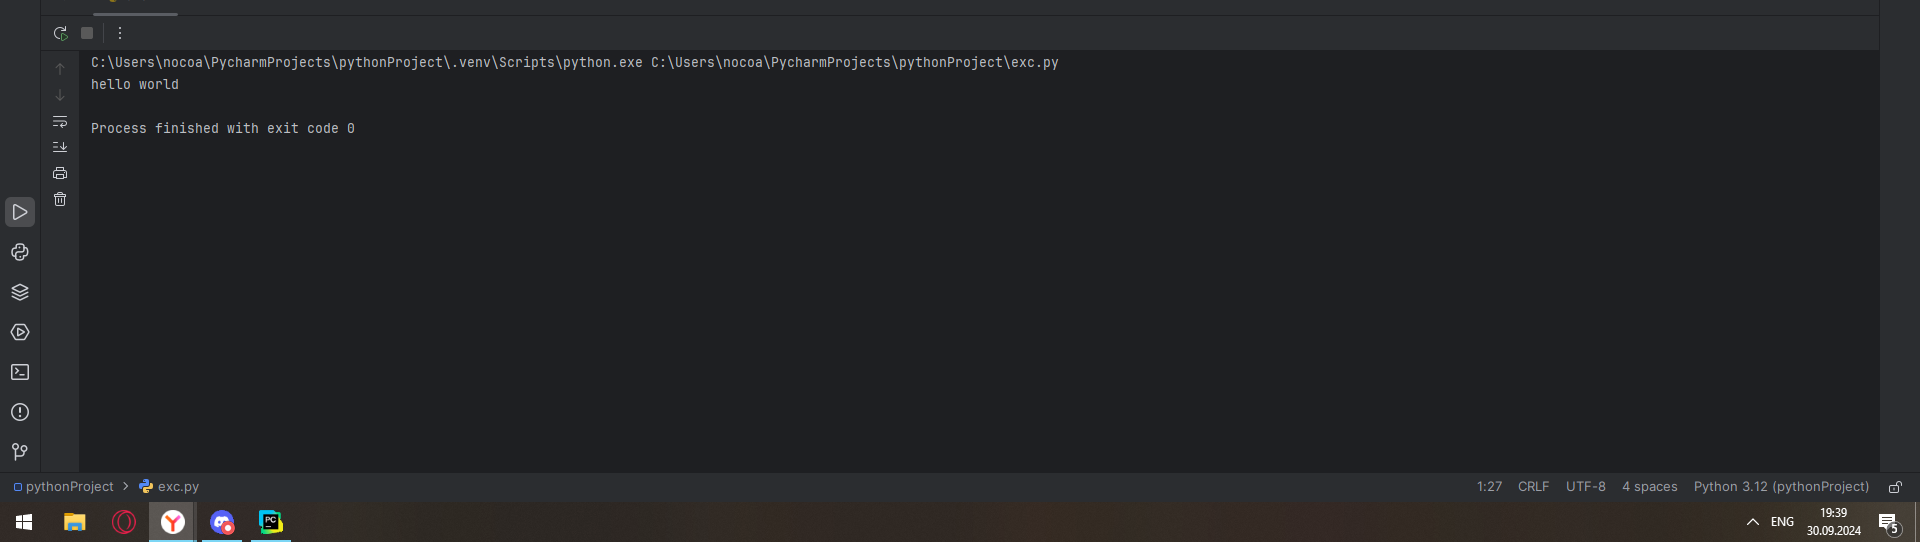 C:\Users\nocoa\PycharmProjects\pythonProject\.venv\Scripts\python.exe C:\Users\nocoa\PycharmProjects\pythonProject\exc.py
hello world
Process finished with exit code 0
pythonProject > exc.py
1:27 CRLF UTF-8 4 spaces Python 3.12 (pythonProject)
PC
ENG
19:39
30.09.2024
5